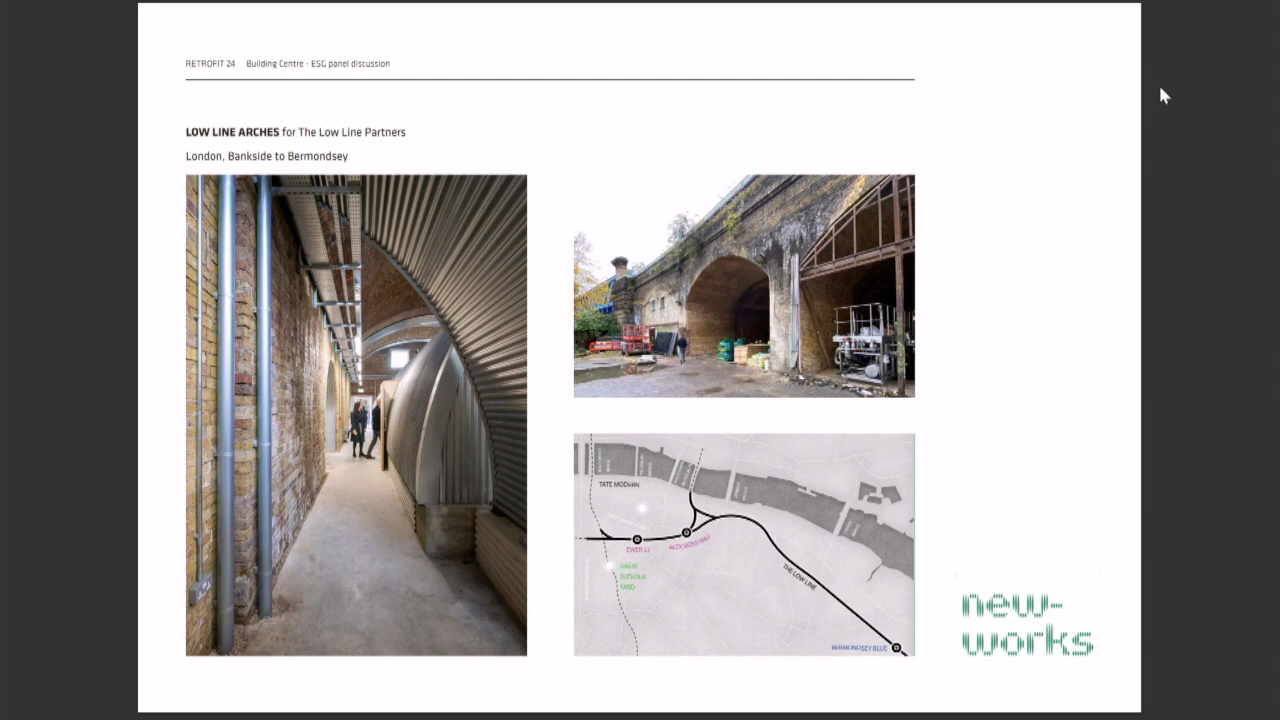 RETROFIT 24 Building Centre - ESG panel discussion
LOW LINE ARCHES for The Low Line Partners
London, Bankside to Bermondsey
TATE MODERN
EWER ST
REDCROSS WAY
GREAT
SUFFOLK
YARD
THE LOW LINE
BERMONDSEY BLUE
new-
works